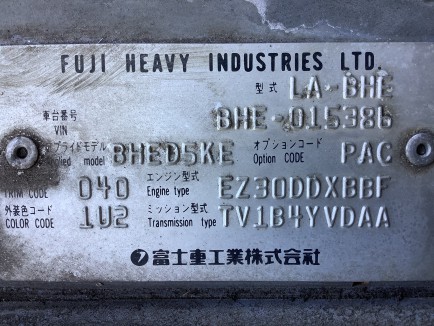 FUJI HEAVY INDUSTRIES LTD.
型式 LA-BHE
車台番号 VIN BHE-015386
プライドモデル model BHED5KE オプションコード Option CODE PAC
TRIM CODE 040 エンジン型式 Engine type EZ30DDXBBF
外装色コード COLOR CODE 1U2 ミッション型式 Transmission type TV1B4YVDAA
富士重工業株式会社